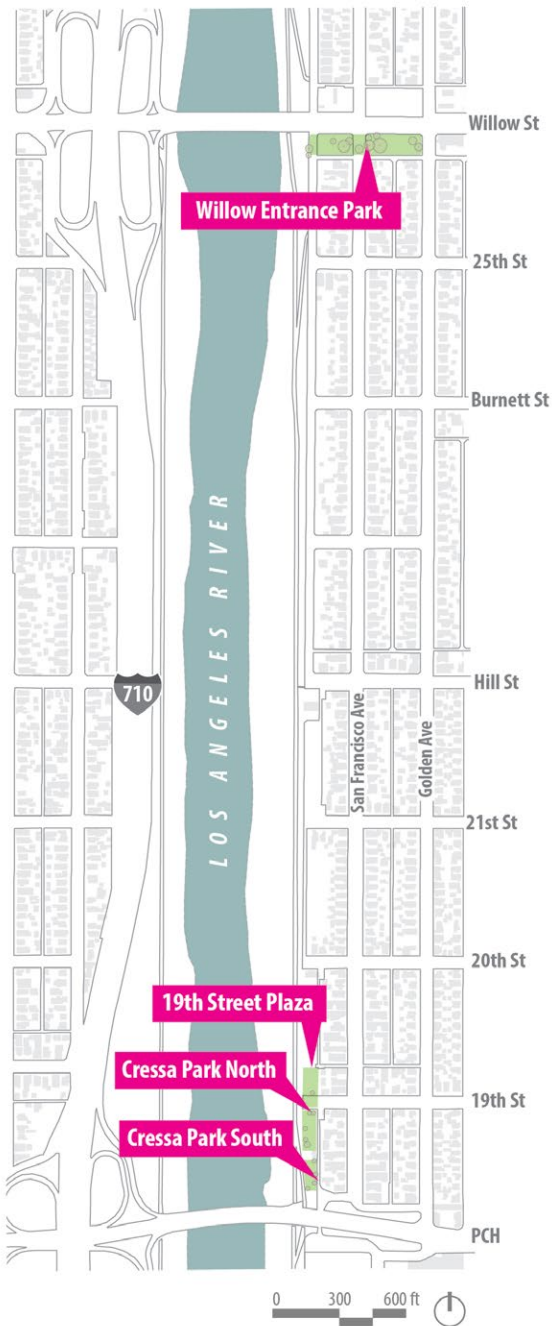 Willow St
Willow Entrance Park
25th St
Burnett St
LOS ANGELES RIVER
Hill St
710
San Francisco Ave
Golden Ave
21st St
20th St
19th Street Plaza
Cressa Park North
19th St
Cressa Park South
PCH
0 300 600 ft